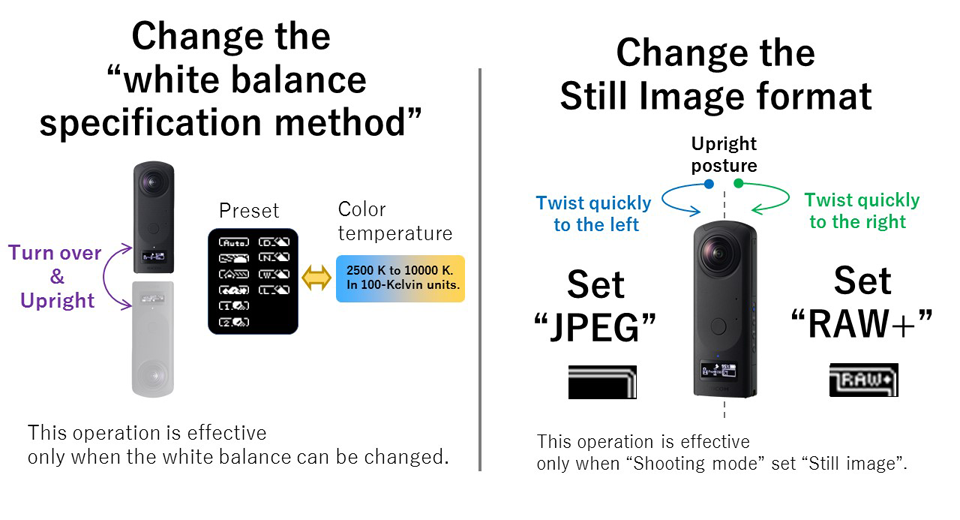 Change the
“white balance
specification method”
Turn over
&
Upright
Preset
Color
temperature
Auto
1
2
D
N
W
L
2500 K to 10000 K.
In 100-Kelvin units.
This operation is effective
only when the white balance can be changed.
Change the
Still Image format
Upright
posture
Twist quickly
to the left
Twist quickly
to the right
Set
“JPEG”
Set
“RAW+”
RAW+
This operation is effective
only when “Shooting mode” set “Still image”.